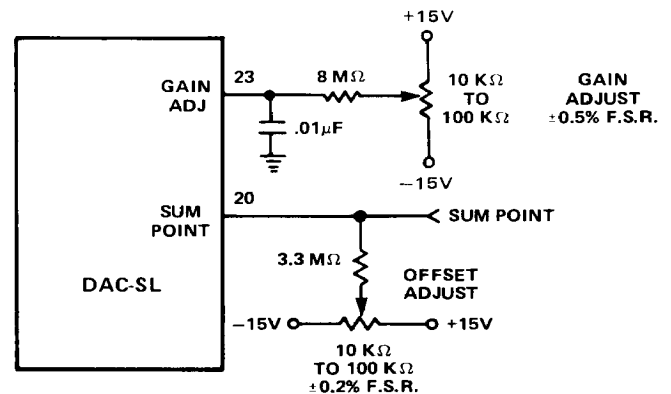 +15V
GAIN
ADJ
23
8 MΩ
10 KΩ
TO
100 KΩ
GAIN
ADJUST
±0.5% F.S.R.
.01μF
−15V
SUM
POINT
20
SUM POINT
3.3 MΩ
OFFSET
ADJUST
DAC-SL
−15V
+15V
10 KΩ
TO 100 KΩ
±0.2% F.S.R.